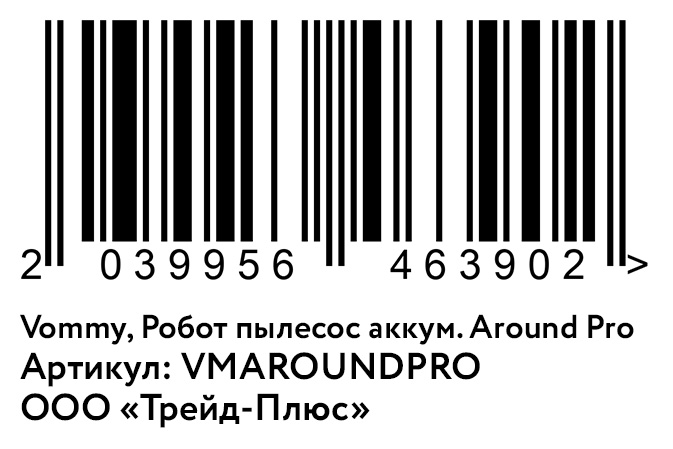 2 039956 463902 >
Vommy, Робот пылесос аккум. Around Pro
Артикул: VMAROUNDPRO
ООО «Трейд-Плюс»